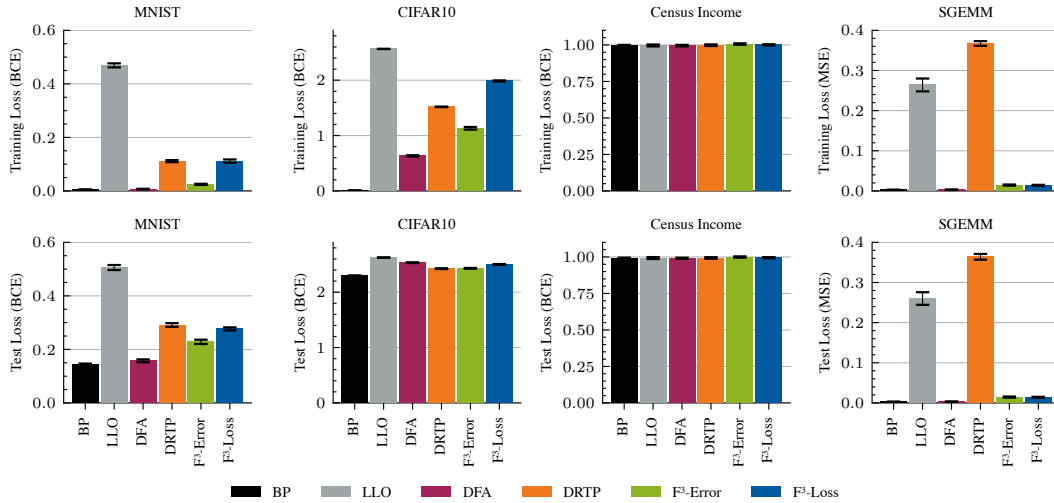 MNIST
CIFAR10
Census Income
SGEMM
Training Loss (BCE)
0.6
0.4
0.2
0.0
Training Loss (BCE)
2
1
0
Training Loss (BCE)
1.00
0.75
0.50
0.25
0.00
Training Loss (MSE)
0.4
0.3
0.2
0.1
0.0
MNIST
CIFAR10
Census Income
SGEMM
Test Loss (BCE)
0.6
0.4
0.2
0.0
Test Loss (BCE)
2
1
0
Test Loss (BCE)
1.00
0.75
0.50
0.25
0.00
Test Loss (MSE)
0.4
0.3
0.2
0.1
0.0
BP
LLO
DFA
DRTP
F³-Error
F³-Loss
BP
LLO
DFA
DRTP
F³-Error
F³-Loss
BP
LLO
DFA
DRTP
F³-Error
F³-Loss
BP
LLO
DFA
DRTP
F³-Error
F³-Loss
BP LLO DFA DRTP F³-Error F³-Loss